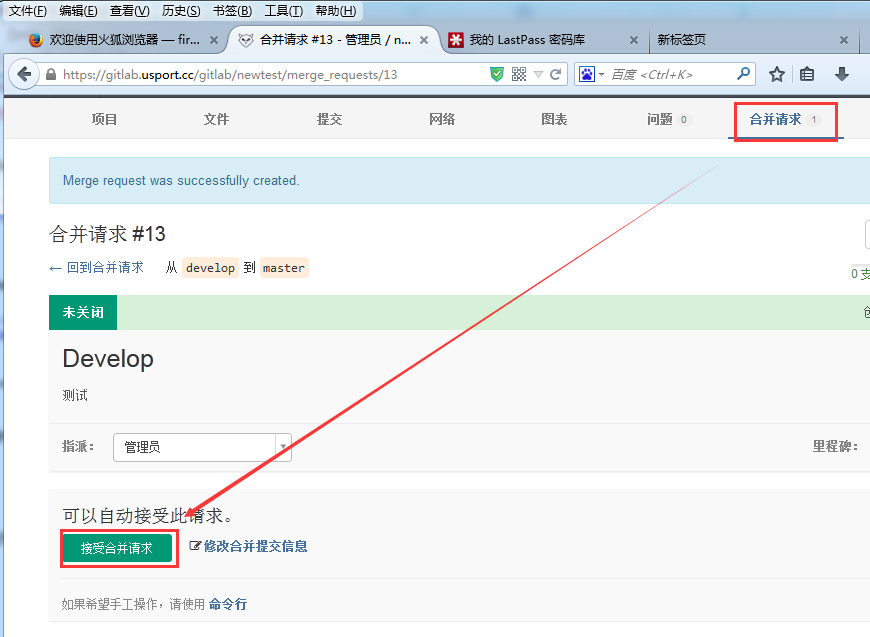 文件(F) 编辑(E) 查看(V) 历史(S) 书签(B) 工具(T) 帮助(H)
欢迎使用火狐浏览器 — fir... × 合并请求 #13 - 管理员 / n... × 我的 LastPass 密码库 × 新标签页 ×
https://gitlab.usport.cc/gitlab/newtest/merge_requests/13 百度 <Ctrl+K>
项目 文件 提交 网络 图表 问题 0 合并请求 1
Merge request was successfully created.
合并请求 #13
← 回到合并请求 从 develop 到 master
0 支
未关闭
Develop
测试
指派： 管理员 里程碑：
可以自动接受此请求。
接受合并请求 修改合并提交信息
如果希望手工操作，请使用 命令行